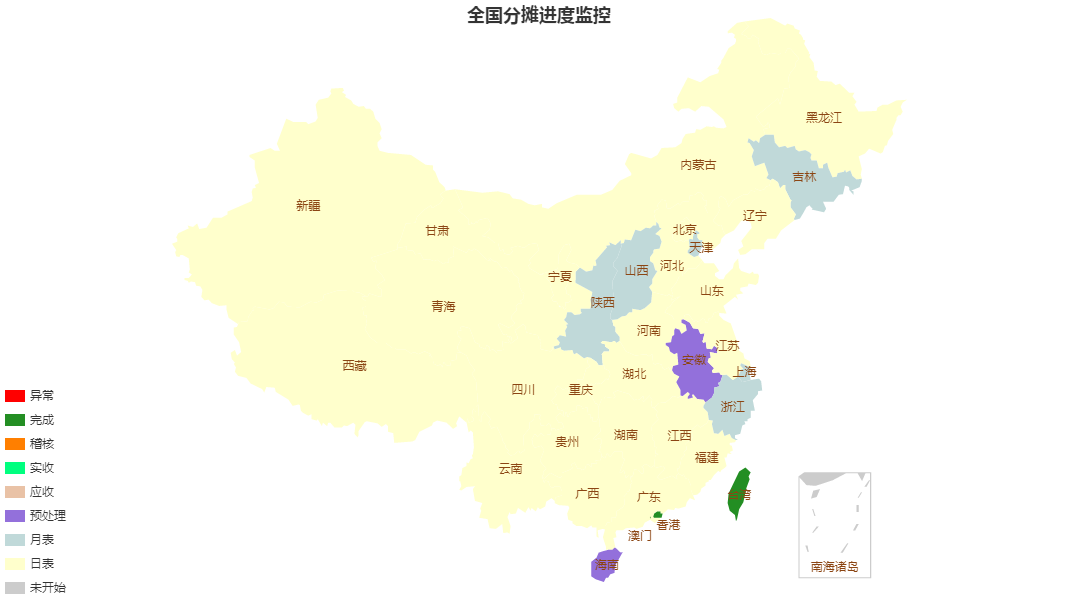 全国分摊进度监控
黑龙江
内蒙古
吉林
新疆
辽宁
甘肃
北京
天津
宁夏
山西
河北
山东
陕西
青海
河南
江苏
安徽
西藏
上海
湖北
四川
重庆
浙江
湖南
江西
贵州
福建
云南
广西
广东
台湾
香港
澳门
海南
南海诸岛
异常
完成
稽核
实收
应收
预处理
月表
日表
未开始